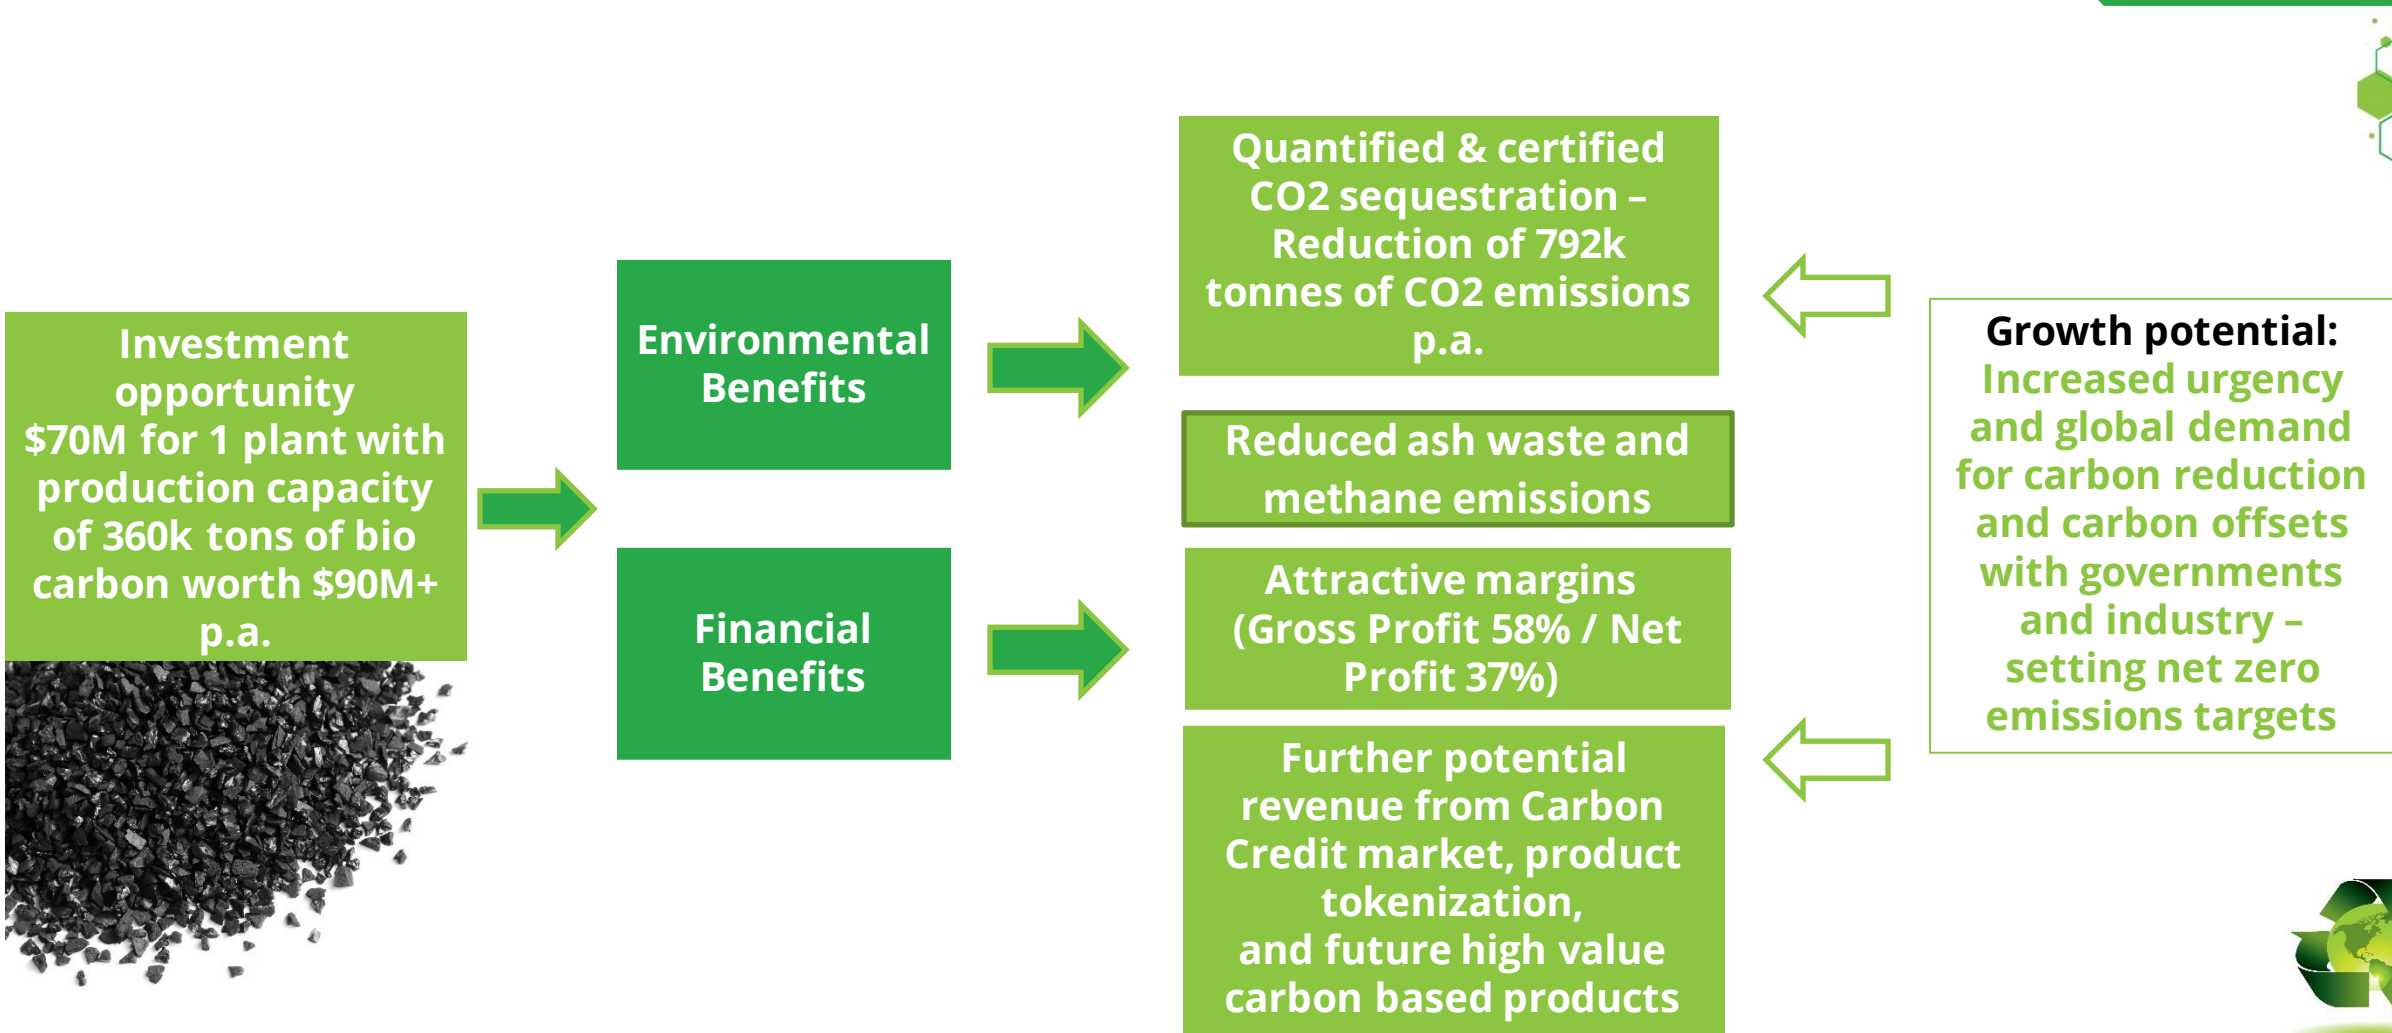 Investment
opportunity
$70M for 1 plant with
production capacity
of 360k tons of bio
carbon worth $90M+
p.a.
Environmental
Benefits
Financial
Benefits
Quantified & certified
CO2 sequestration –
Reduction of 792k
tonnes of CO2 emissions
p.a.
Reduced ash waste and
methane emissions
Attractive margins
(Gross Profit 58% / Net
Profit 37%)
Further potential
revenue from Carbon
Credit market, product
tokenization,
and future high value
carbon based products
Growth potential:
Increased urgency
and global demand
for carbon reduction
and carbon offsets
with governments
and industry –
setting net zero
emissions targets